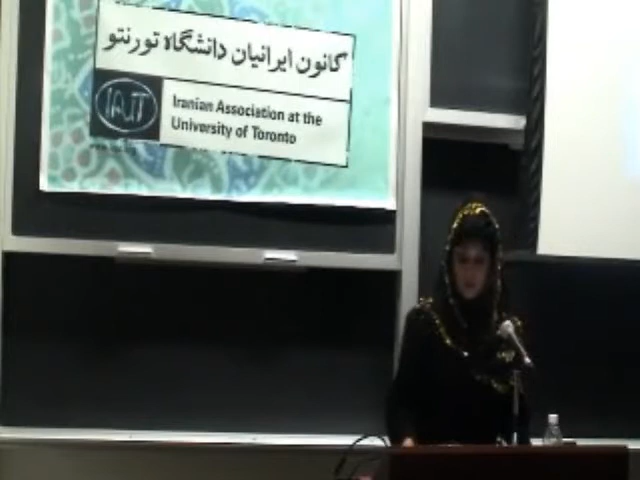 کانون ایرانیان دانشگاه تورنتو
IAUT
Iranian Association at the
University of Toronto